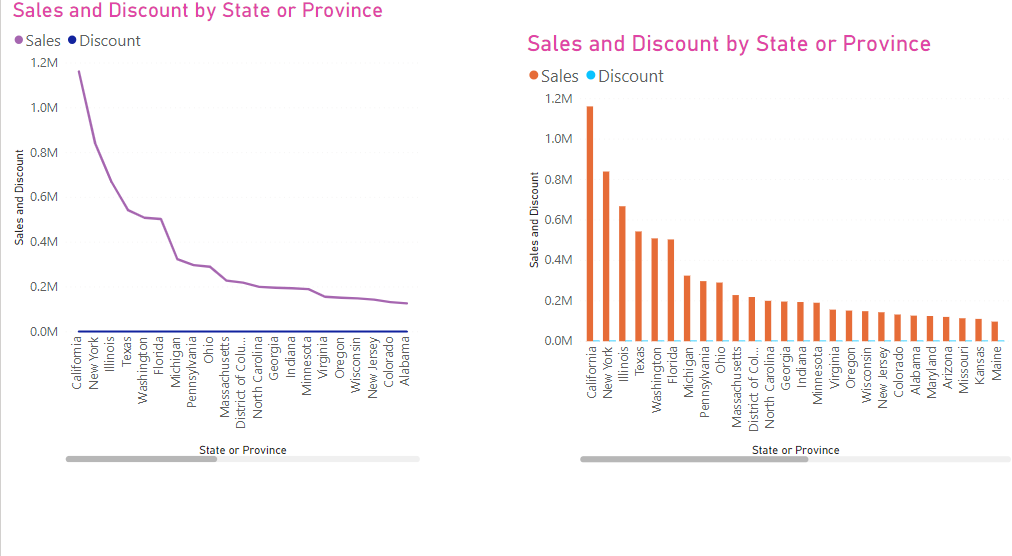 Sales and Discount by State or Province
Sales Discount
1.2M
1.0M
0.8M
0.6M
0.4M
0.2M
0.0M
Sales and Discount
California
New York
Illinois
Texas
Washington
Florida
Michigan
Pennsylvania
Ohio
Massachusetts
District of Colu...
North Carolina
Georgia
Indiana
Minnesota
Virginia
Oregon
Wisconsin
New Jersey
Colorado
Alabama
State or Province
Sales and Discount by State or Province
Sales Discount
1.2M
1.0M
0.8M
0.6M
0.4M
0.2M
0.0M
Sales and Discount
California
New York
Illinois
Texas
Washington
Florida
Michigan
Pennsylvania
Ohio
Massachusetts
District of Col...
North Carolina
Georgia
Indiana
Minnesota
Virginia
Oregon
Wisconsin
New Jersey
Colorado
Alabama
Maryland
Arizona
Missouri
Kansas
Maine
State or Province